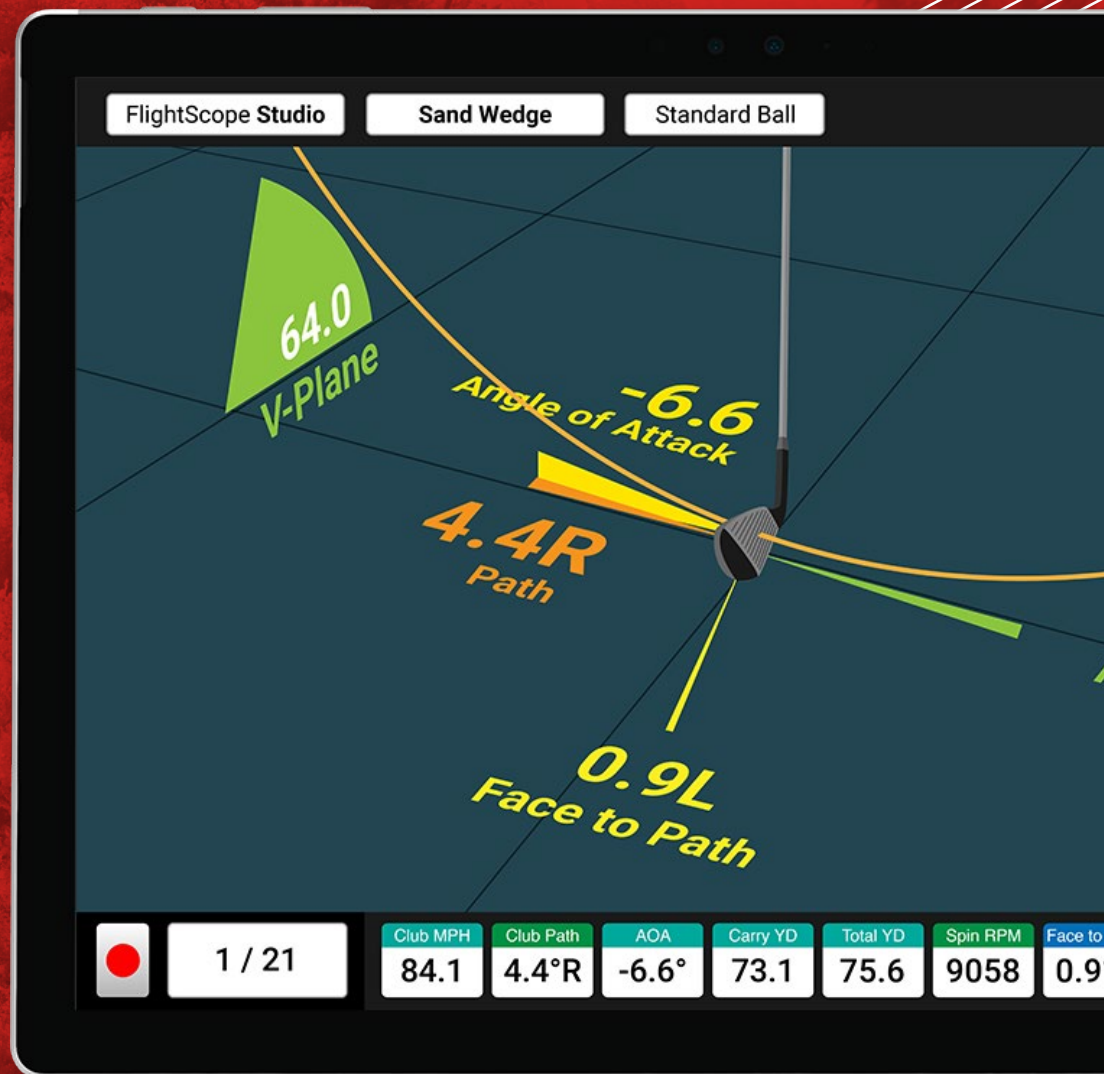 FlightScope Studio
Sand Wedge
Standard Ball
64.0
V-Plane
-6.6
Angle of Attack
4.4R
Path
0.9L
Face to Path
1 / 21
Club MPH
84.1
Club Path
4.4°R
AOA
-6.6°
Carry YD
73.1
Total YD
75.6
Spin RPM
9058
Face to
0.9